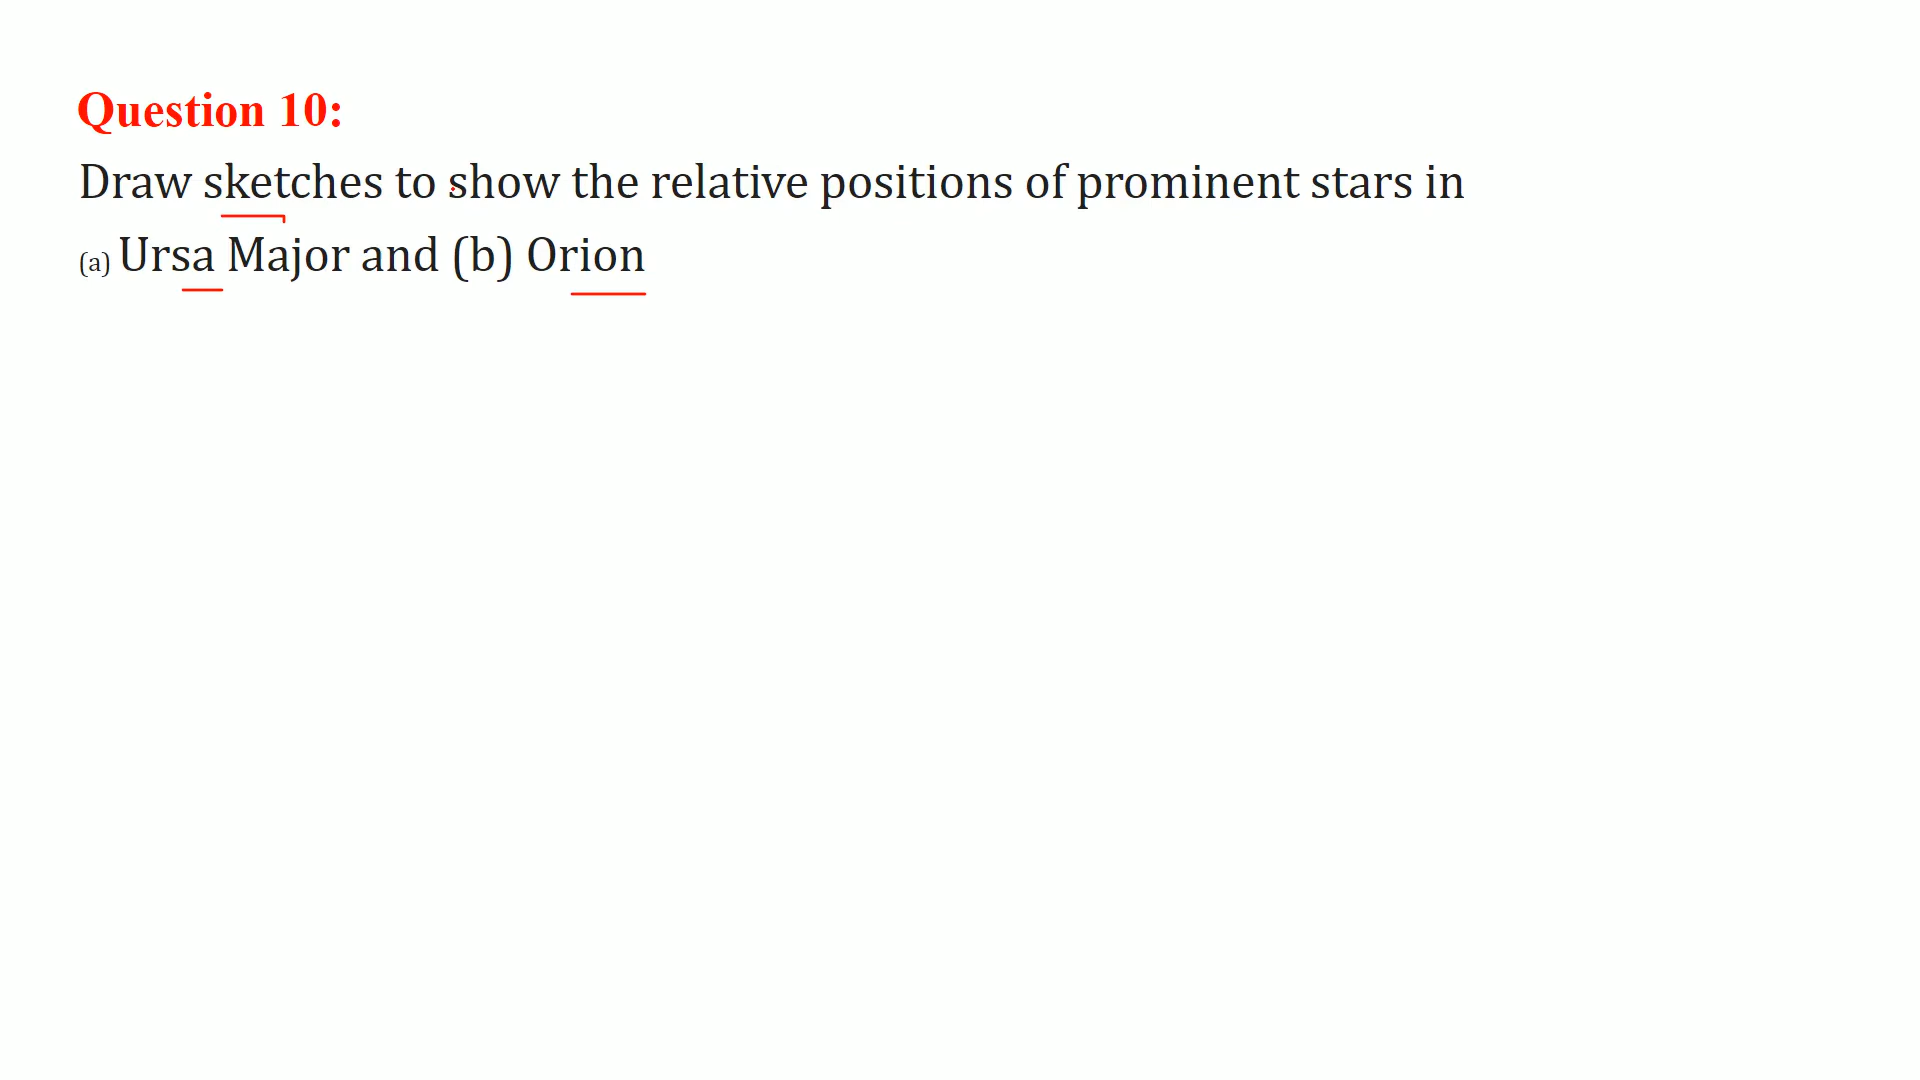 Question 10:
Draw sketches to show the relative positions of prominent stars in
(a) Ursa Major and (b) Orion